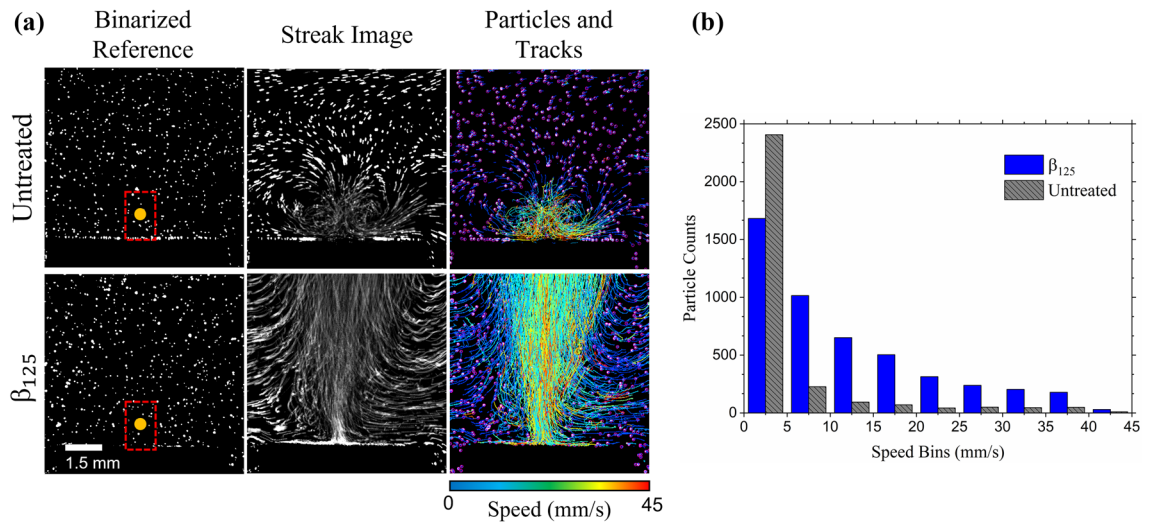 (a)
Binarized
Reference
Streak Image
Particles and
Tracks
Untreated
β125
1.5 mm
0
45
Speed (mm/s)
(b)
2500
2000
1500
1000
500
0
Particle Counts
β125
Untreated
0 5 10 15 20 25 30 35 40 45
Speed Bins (mm/s)